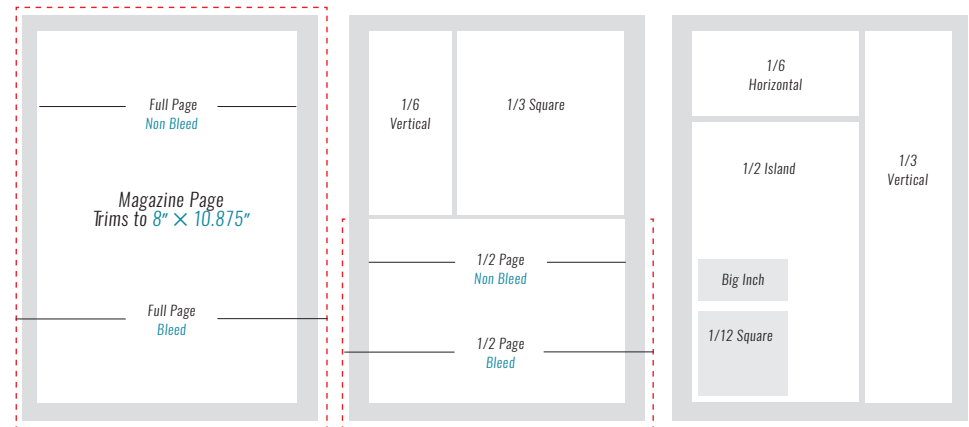 Full Page
Non Bleed
Magazine Page
Trims to 8" × 10.875"
Full Page
Bleed
1/6
Vertical
1/3 Square
1/2 Page
Non Bleed
1/2 Page
Bleed
1/6
Horizontal
1/2 Island
1/3
Vertical
Big Inch
1/12 Square